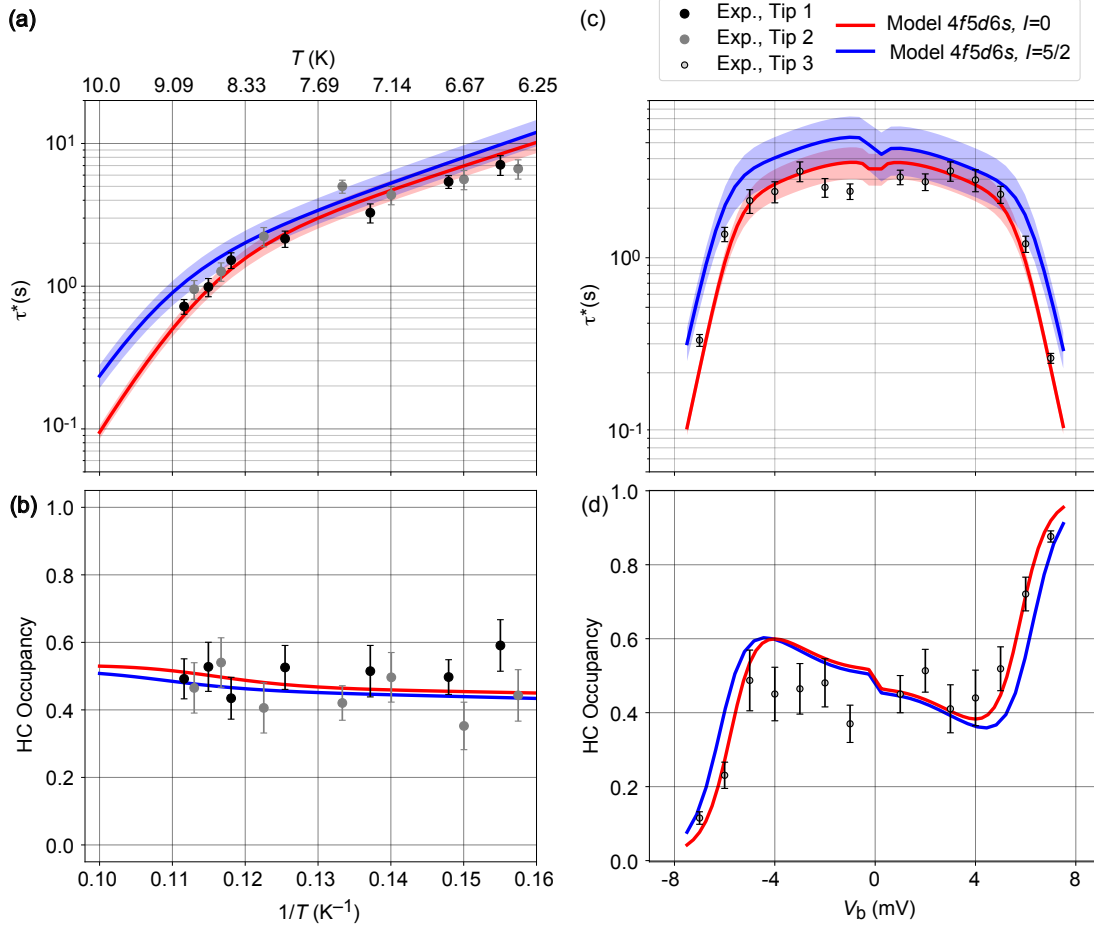 (a)
T (K)
10.0 9.09 8.33 7.69 7.14 6.67 6.25
10¹
10⁰
10⁻¹
τ*(s)
(c)
Exp., Tip 1
Exp., Tip 2
Exp., Tip 3
Model 4f5d6s, I=0
Model 4f5d6s, I=5/2
10⁰
10⁻¹
τ*(s)
(b)
1.0
0.8
0.6
0.4
0.2
0.0
HC Occupancy
0.10 0.11 0.12 0.13 0.14 0.15 0.16
1/T (K⁻¹)
(d)
1.0
0.8
0.6
0.4
0.2
0.0
HC Occupancy
-8 -4 0 4 8
V_b (mV)